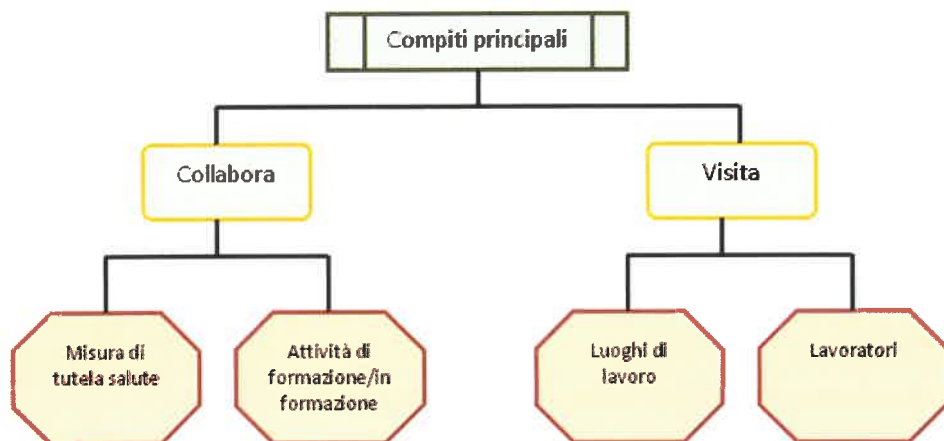 Compiti principali
Collabora
Visita
Misura di
tutela salute
Attività di
formazione/in
formazione
Luoghi di
lavoro
Lavoratori